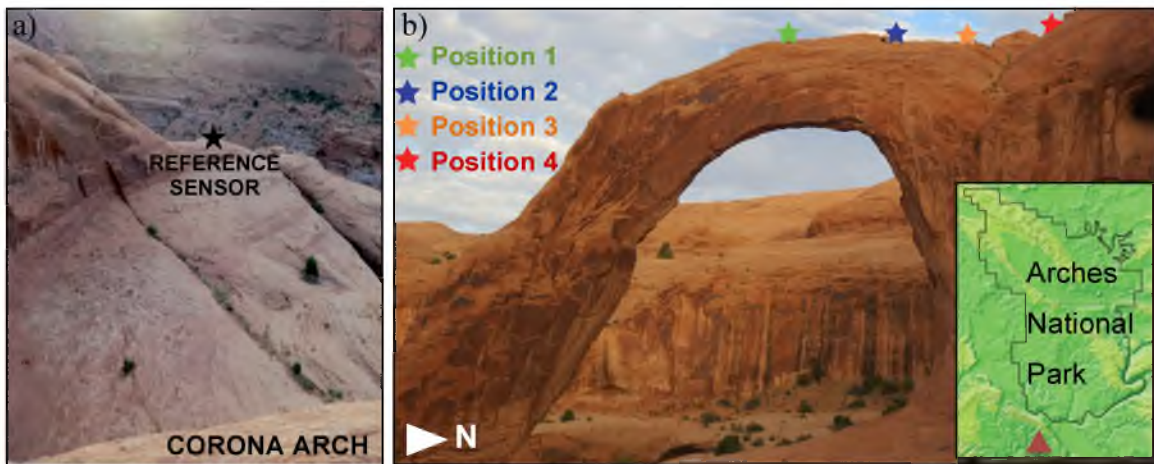 a)
REFERENCE
SENSOR
CORONA ARCH
b)
Position 1
Position 2
Position 3
Position 4
N
Arches
National
Park